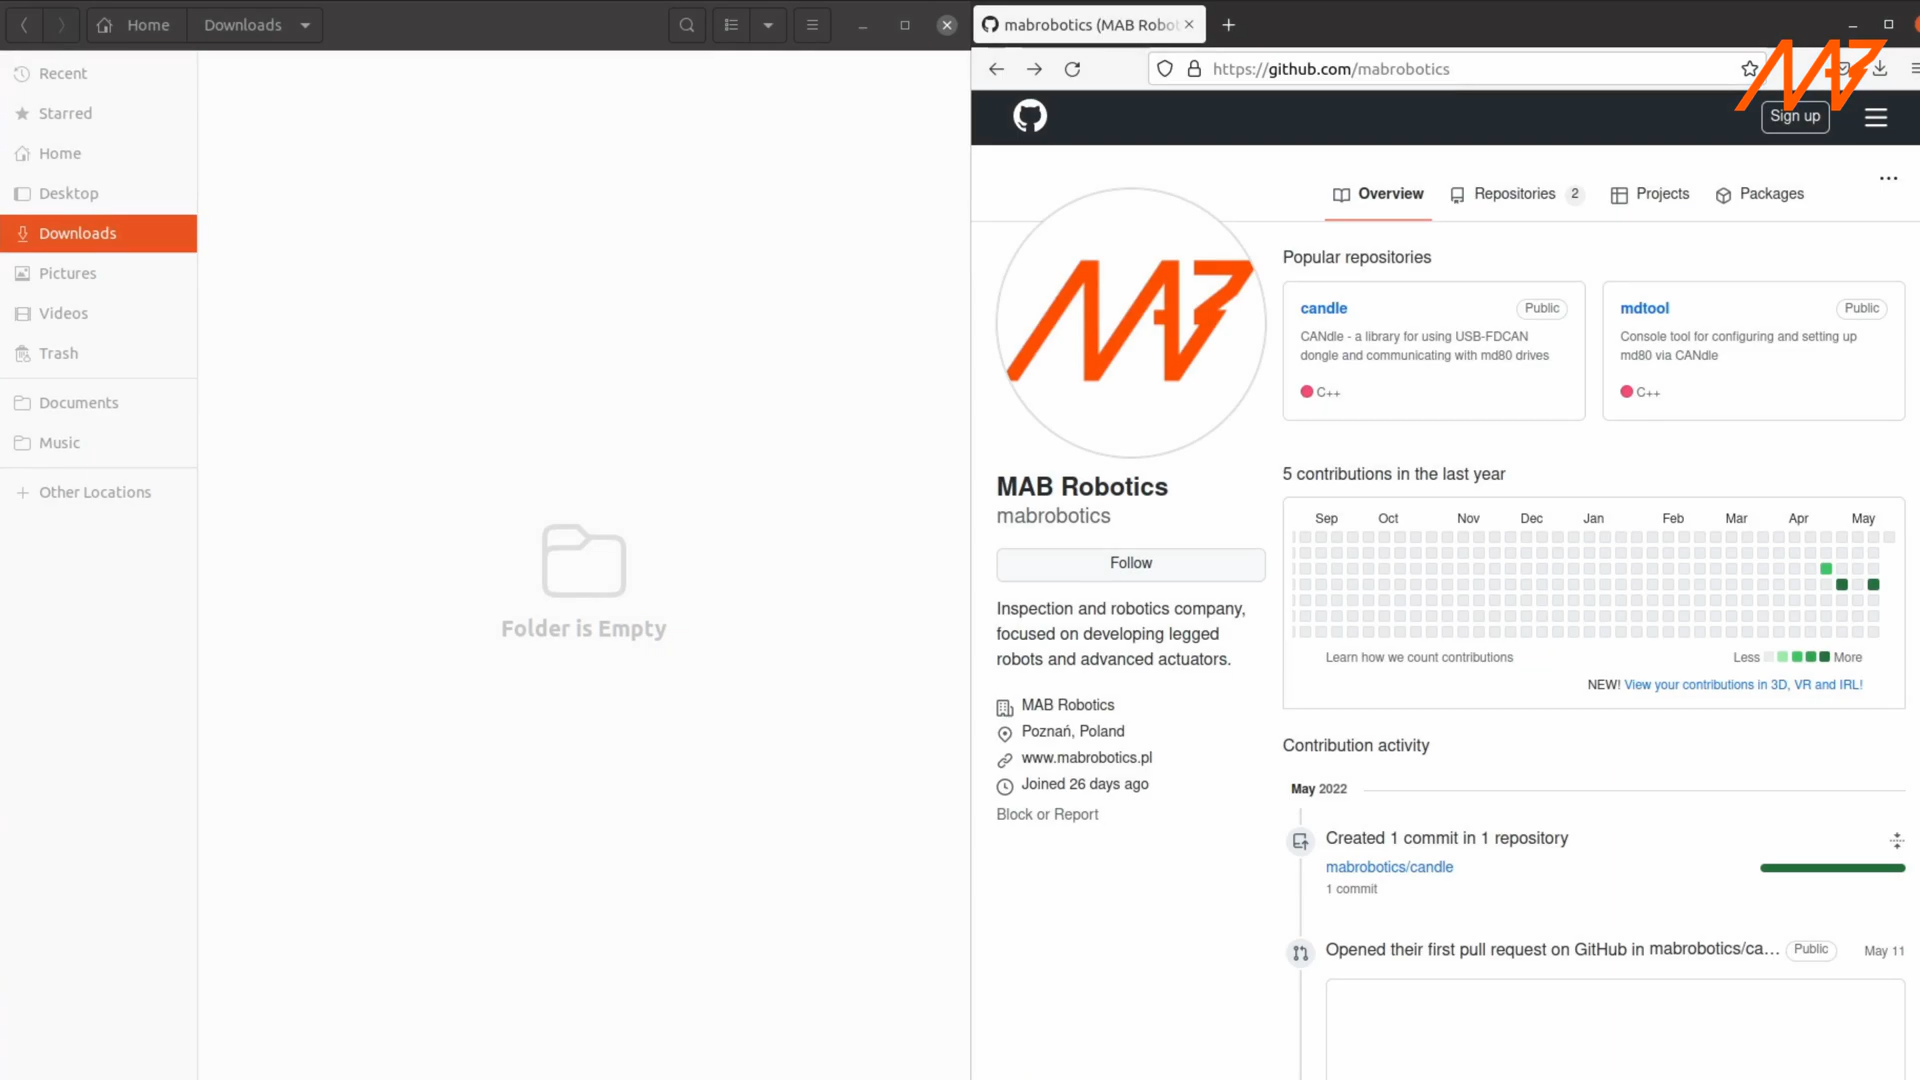 Home
Downloads
Recent
Starred
Home
Desktop
Downloads
Pictures
Videos
Trash
Documents
Music
Other Locations
Folder is Empty
mabrobotics (MAB Robot
https://github.com/mabrobotics
Sign up
Overview
Repositories 2
Projects
Packages
MAB Robotics
mabrobotics
Follow
Inspection and robotics company,
focused on developing legged
robots and advanced actuators.
MAB Robotics
Poznań, Poland
www.mabrobotics.pl
Joined 26 days ago
Block or Report
Popular repositories
candle
Public
CANdle - a library for using USB-FDCAN
dongle and communicating with md80 drives
C++
mdtool
Public
Console tool for configuring and setting up
md80 via CANdle
C++
5 contributions in the last year
Sep Oct Nov Dec Jan Feb Mar Apr May
Learn how we count contributions
Less More
NEW! View your contributions in 3D, VR and IRL!
Contribution activity
May 2022
Created 1 commit in 1 repository
mabrobotics/candle
1 commit
Opened their first pull request on GitHub in mabrobotics/ca... Public May 11